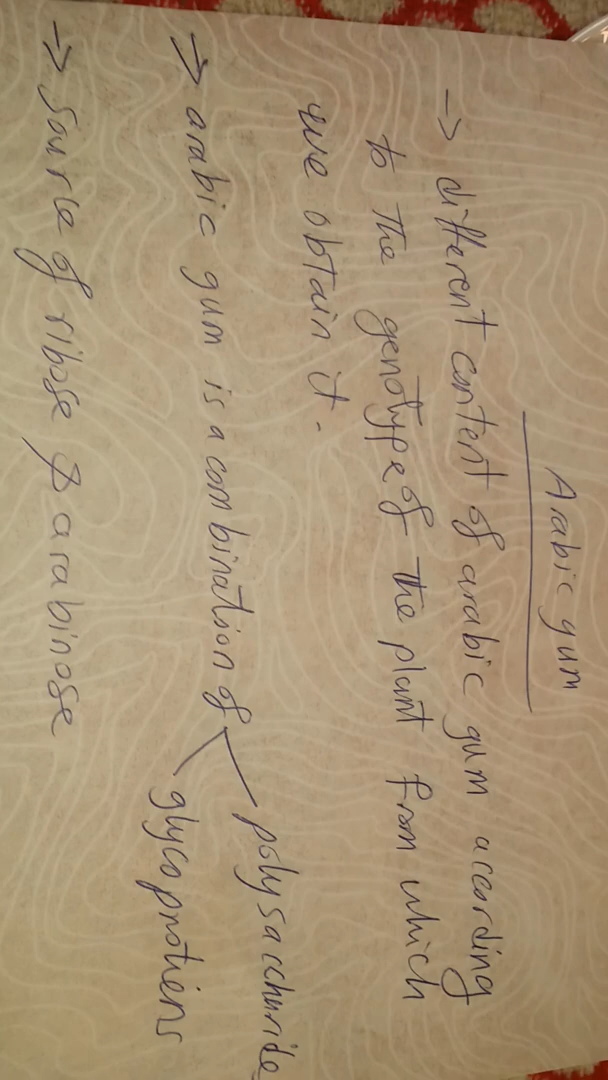 Arabic gum
→ different content of arabic gum acording
to the genotype of the plant from which
we obtain it.
→ arabic gum is a combination of polysaccharide
glycoprotiens
→ Source of ribose & arabinose